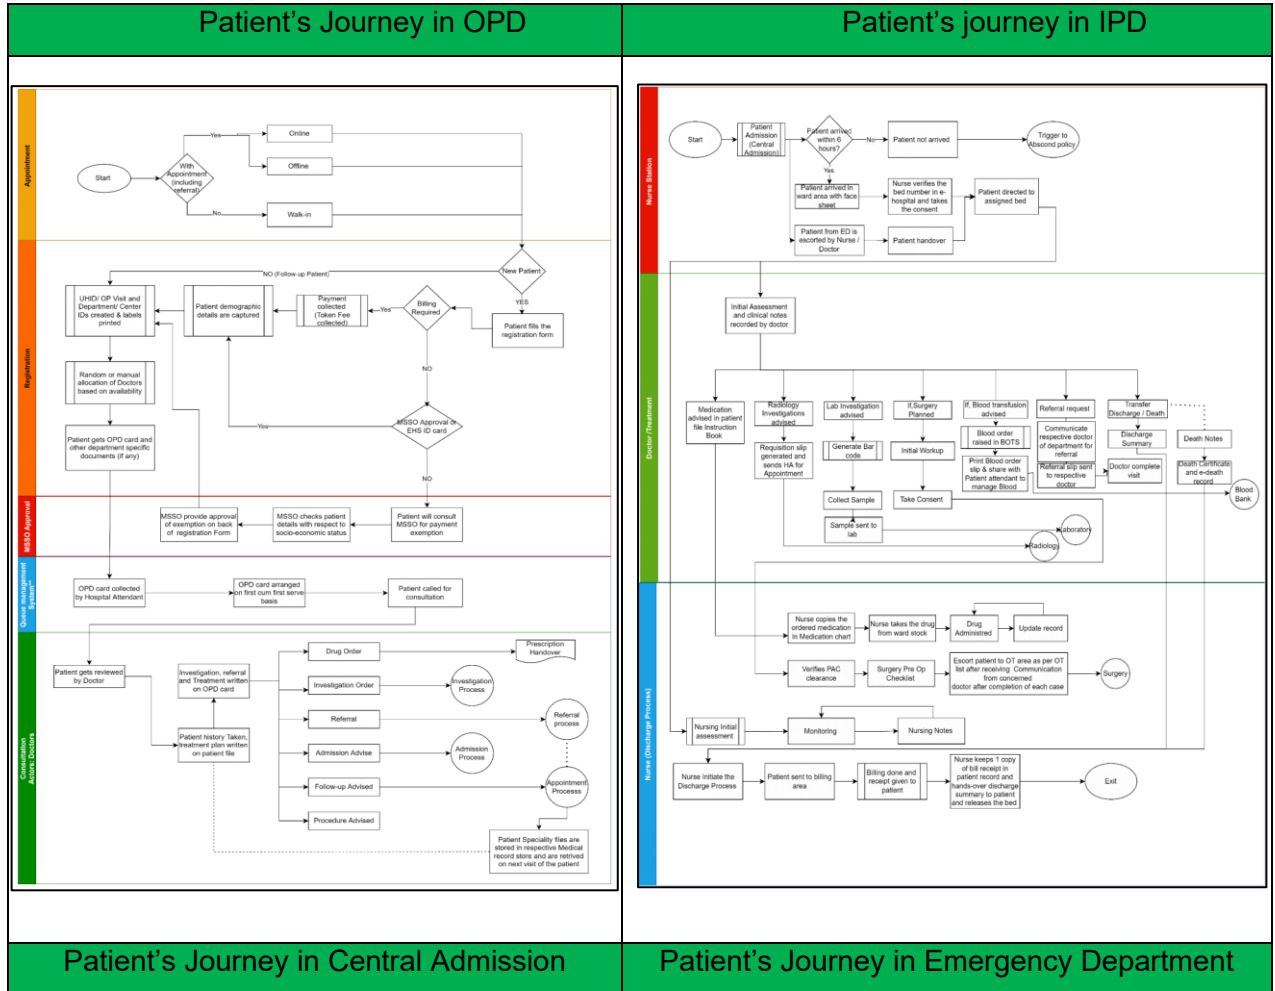 Patient's Journey in OPD
Patient's journey in IPD
Appointment
Start
With
Appointment
(including
referral)
Yes
No
Online
Offline
Walk-in
Registration
New Patient
NO (Follow-up Patient)
YES
Patient fills the
registration form
Billing
Required
Yes
NO
Payment
collected
(Token Fee
collected)
Patient demographic
details are captured
UHID/ OP Visit and
Department/ Center
IDs created & labels
printed
Random or manual
allocation of Doctors
based on availability
Patient gets OPD card and
other department specific
documents (if any)
MSSO Approval or
EHS ID card
Yes
NO
MSSO Approval
MSSO provide approval
of exemption on back
of registration Form
MSSO checks patient
details with respect to
socio-economic status
Patient will consult
MSSO for payment
exemption
Queue management
System**
OPD card collected
by Hospital Attendant
OPD card arranged
on first cum first serve
basis
Patient called for
consultation
Consultation
Actors: Doctors
Patient gets reviewed
by Doctor
Investigation, referral
and Treatment written
on OPD card
Patient history Taken,
treatment plan written
on patient file
Drug Order
Investigation Order
Referral
Admission Advise
Follow-up Advised
Procedure Advised
Prescription
Handover
Investigation
Process
Referral
process
Admission
Process
Appointment
Processs
Patient Speciality files are
stored in respective Medical
record store and are retrived
on next visit of the patient
Nurse Station
Start
Patient
Admission
(Central
Admission)
Patient arrived
within 6
hours?
No
Yes
Patient not arrived
Trigger to
Abscond policy
Patient arrived in
ward area with face
sheet
Nurse verifies the
bed number in e-
hospital and takes
the consent
Patient directed to
assigned bed
Patient from ED is
escorted by Nurse /
Doctor
Patient handover
Doctor /Treatment
Initial Assessment
and clinical notes
recorded by doctor
Medication
advised in patient
file Instruction
Book
Radiology
Investigations
advised
Requisition slip
generated and
sends HA for
Appointment
Lab Investigation
advised
Generate Bar
code
Collect Sample
Sample sent to
lab
If,Surgery
Planned
Initial Workup
Take Consent
If, Blood transfusion
advised
Blood order
raised in BOTS
Print Blood order
slip & share with
Patient attendant to
manage Blood
Referral request
Communicate
respective doctor
of department for
referral
Referral slip sent
to respective
doctor
Transfer
Discharge / Death
Discharge
Summary
Doctor complete
visit
Death Notes
Death Certificate
and e-death
record
Blood
Bank
Laboratory
Radiology
Nurse (Discharge Process)
Nurse copies the
ordered medication
in Medication chart
Nurse takes the drug
from ward stock
Drug
Administred
Update record
Verifies PAC
clearance
Surgery Pre Op
Checklist
Escort patient to OT area as per OT
list after receiving. Communication
from concerned
doctor after completion of each case
Surgery
Nursing Initial
assessment
Monitoring
Nursing Notes
Nurse Initiate the
Discharge Process
Patient sent to billing
area
Billing done and
receipt given to
patient
Nurse keeps 1 copy
of bill receipt in
patient record and
hands-over discharge
summary to patient
and releases the bed
Exit
Patient's Journey in Central Admission
Patient's Journey in Emergency Department